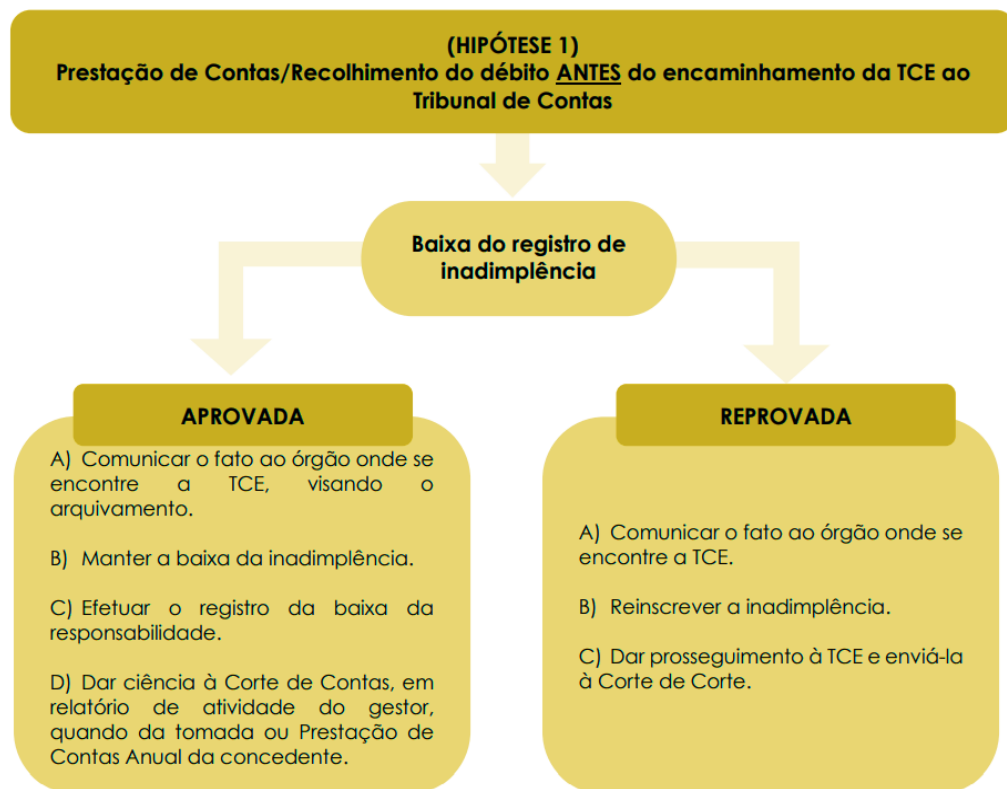 (HIPÓTESE 1)
Prestação de Contas/Recolhimento do débito ANTES do encaminhamento da TCE ao
Tribunal de Contas
Baixa do registro de
inadimplência
APROVADA
A) Comunicar o fato ao órgão onde se
encontre a TCE, visando o
arquivamento.
B) Manter a baixa da inadimplência.
C) Efetuar o registro da baixa da
responsabilidade.
D) Dar ciência à Corte de Contas, em
relatório de atividade do gestor,
quando da tomada ou Prestação de
Contas Anual da concedente.
REPROVADA
A) Comunicar o fato ao órgão onde se
encontre a TCE.
B) Reinscrever a inadimplência.
C) Dar prosseguimento à TCE e enviá-la
à Corte de Corte.